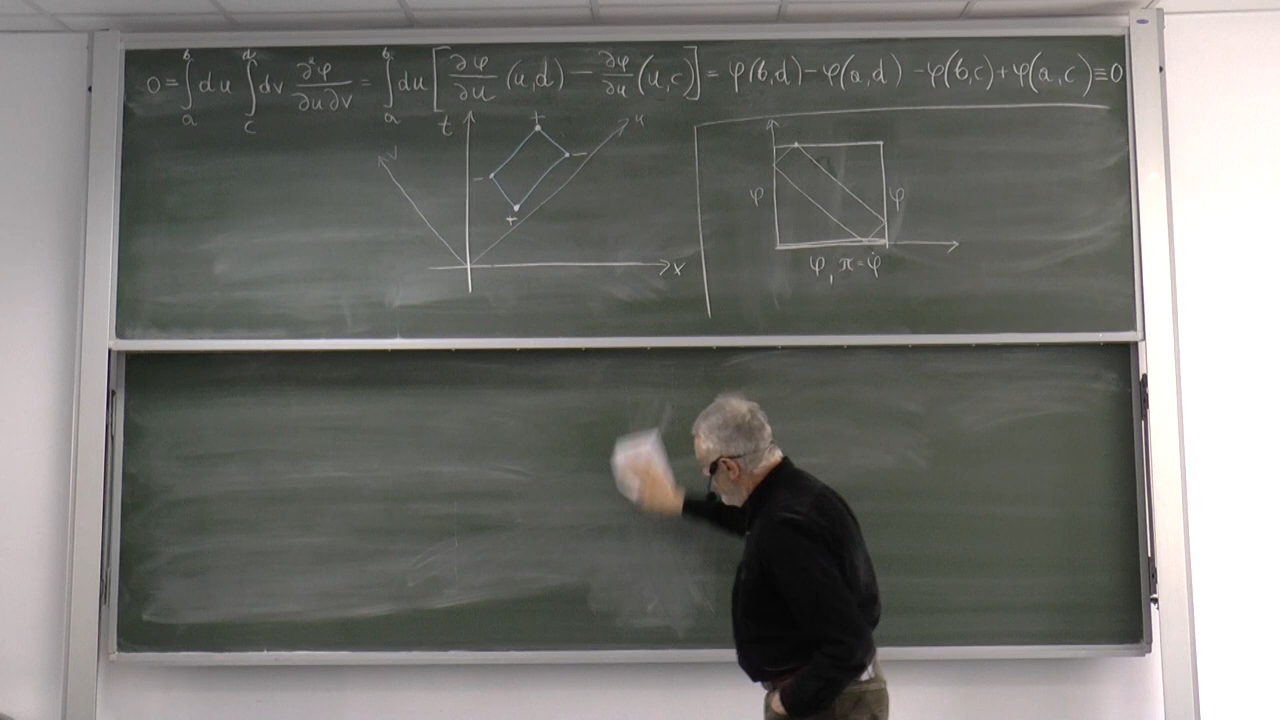 0 = ∫_a^b du ∫_c^d dv ∂²φ/∂u∂v = ∫_a^b du [∂φ/∂u (u,d) − ∂φ/∂u (u,c)] = φ(b,d) − φ(a,d) − φ(b,c) + φ(a,c) ≡ 0
v t + u
− −
+
x
φ φ
φ, π = φ̇